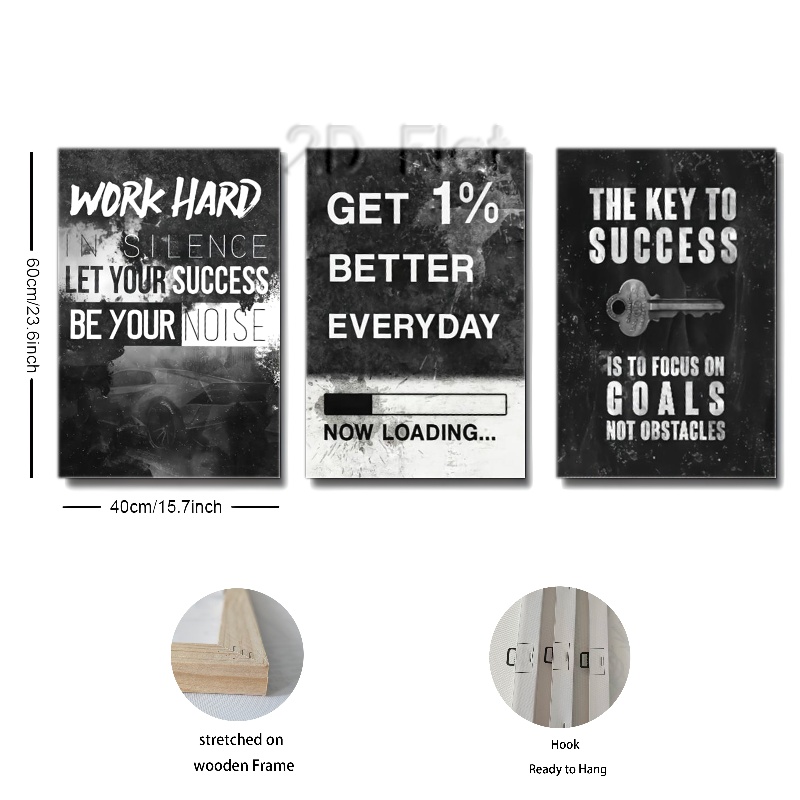 2D Flat
WORK HARD
IN SILENCE
LET YOUR SUCCESS
BE YOUR NOISE
GET 1%
BETTER
EVERYDAY
NOW LOADING...
THE KEY TO
SUCCESS
IS TO FOCUS ON
GOALS
NOT OBSTACLES
60cm/23.6inch
40cm/15.7inch
stretched on
wooden Frame
Hook
Ready to Hang